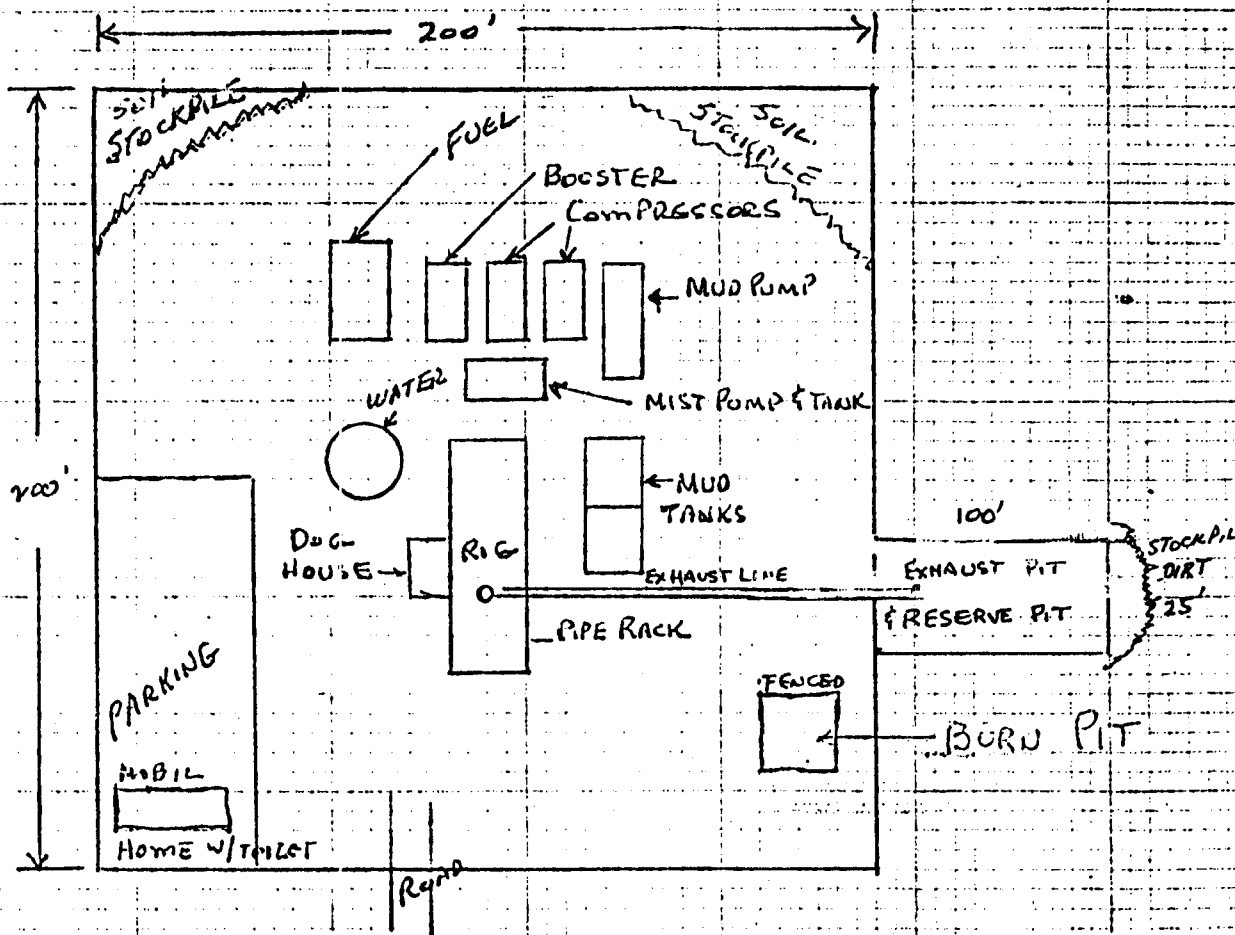 200'
SOIL
STOCKPILE
SOIL
STOCKPILE
FUEL
BOOSTER
COMPRESSORS
MUD PUMP
WATER
MIST PUMP & TANK
200'
MUD
TANKS
DOG
HOUSE
RIG
EXHAUST LINE
100'
EXHAUST PIT
& RESERVE PIT
STOCKPIL
DIRT
25'
PIPE RACK
PARKING
FENCED
BURN PIT
MOBIL
HOME W/TOILET
ROAD